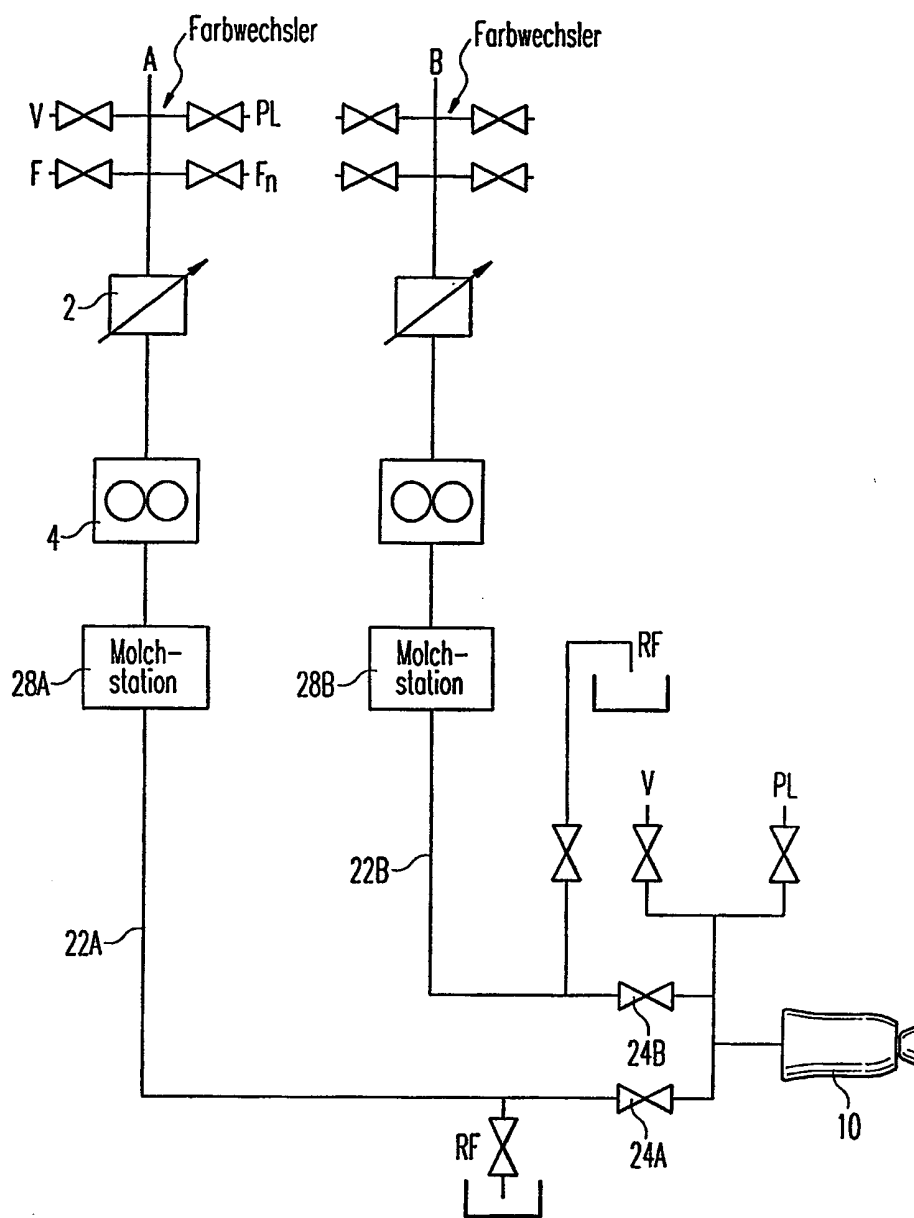 Farbwechsler
Farbwechsler
A
B
V
PL
F
Fn
2
4
28A
Molch-
station
28B
Molch-
station
RF
V
PL
22B
22A
24B
10
24A
RF